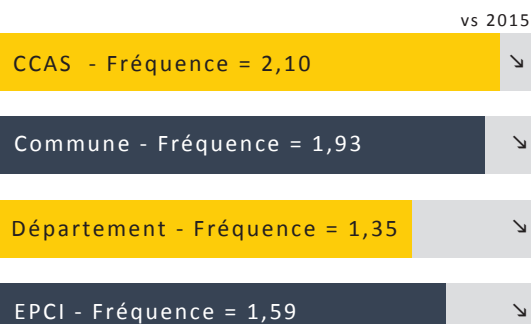 vs 2015
CCAS - Fréquence = 2,10 ↘
Commune - Fréquence = 1,93 ↘
Département - Fréquence = 1,35 ↘
EPCI - Fréquence = 1,59 ↘